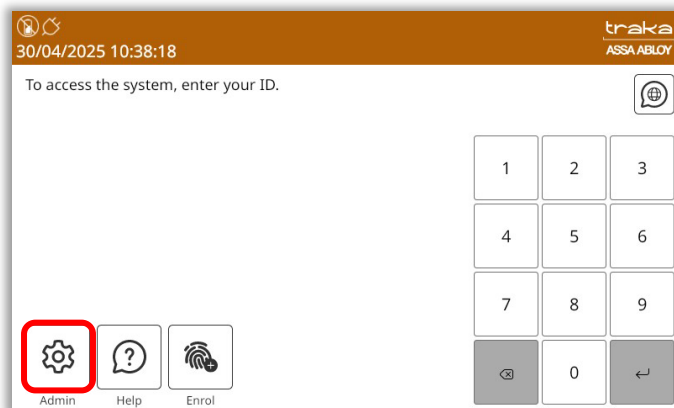 traka
30/04/2025 10:38:18
ASSA ABLOY
To access the system, enter your ID.
1 2 3
4 5 6
7 8 9
0
Admin Help Enrol